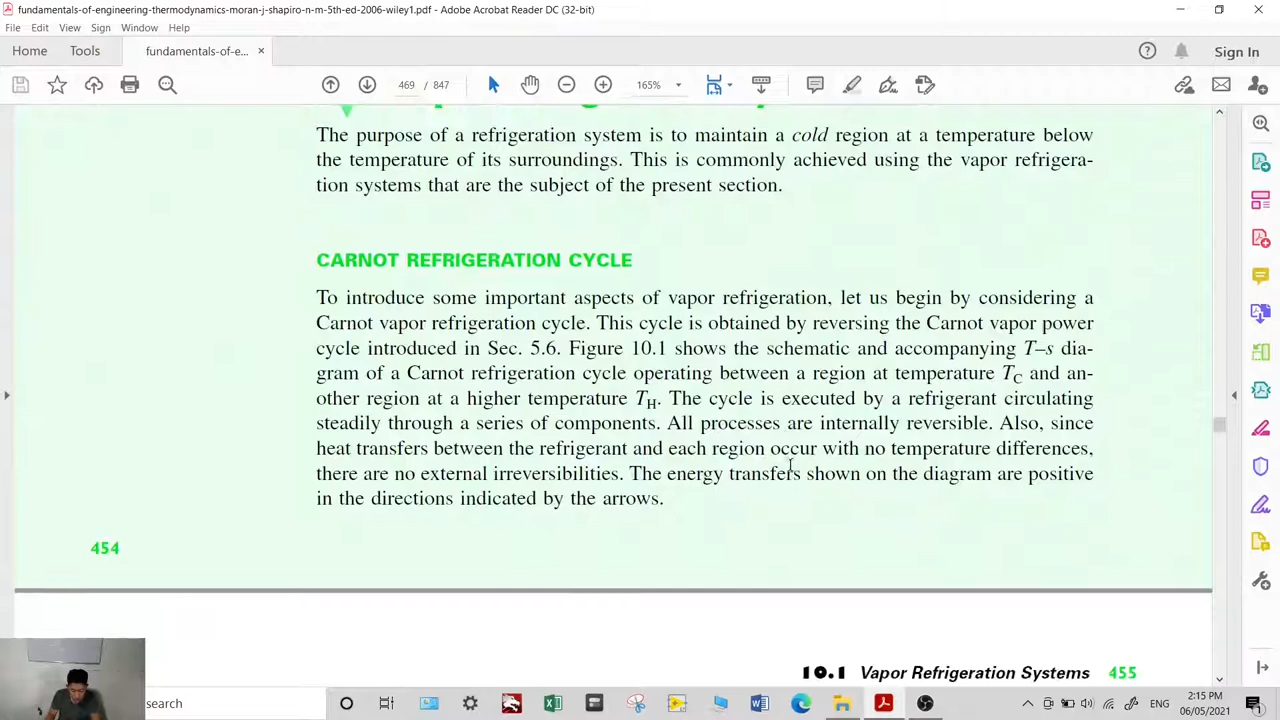 fundamentals-of-engineering-thermodynamics-moran-j-shapiro-n-m-5th-ed-2006-wiley1.pdf - Adobe Acrobat Reader DC (32-bit)
File Edit View Sign Window Help
Home Tools fundamentals-of-e... Sign In
469 / 847 165%
The purpose of a refrigeration system is to maintain a cold region at a temperature below
the temperature of its surroundings. This is commonly achieved using the vapor refrigera-
tion systems that are the subject of the present section.
CARNOT REFRIGERATION CYCLE
To introduce some important aspects of vapor refrigeration, let us begin by considering a
Carnot vapor refrigeration cycle. This cycle is obtained by reversing the Carnot vapor power
cycle introduced in Sec. 5.6. Figure 10.1 shows the schematic and accompanying T–s dia-
gram of a Carnot refrigeration cycle operating between a region at temperature TC and an-
other region at a higher temperature TH. The cycle is executed by a refrigerant circulating
steadily through a series of components. All processes are internally reversible. Also, since
heat transfers between the refrigerant and each region occur with no temperature differences,
there are no external irreversibilities. The energy transfers shown on the diagram are positive
in the directions indicated by the arrows.
454
10.1 Vapor Refrigeration Systems 455
search
ENG
2:15 PM
06/05/2021